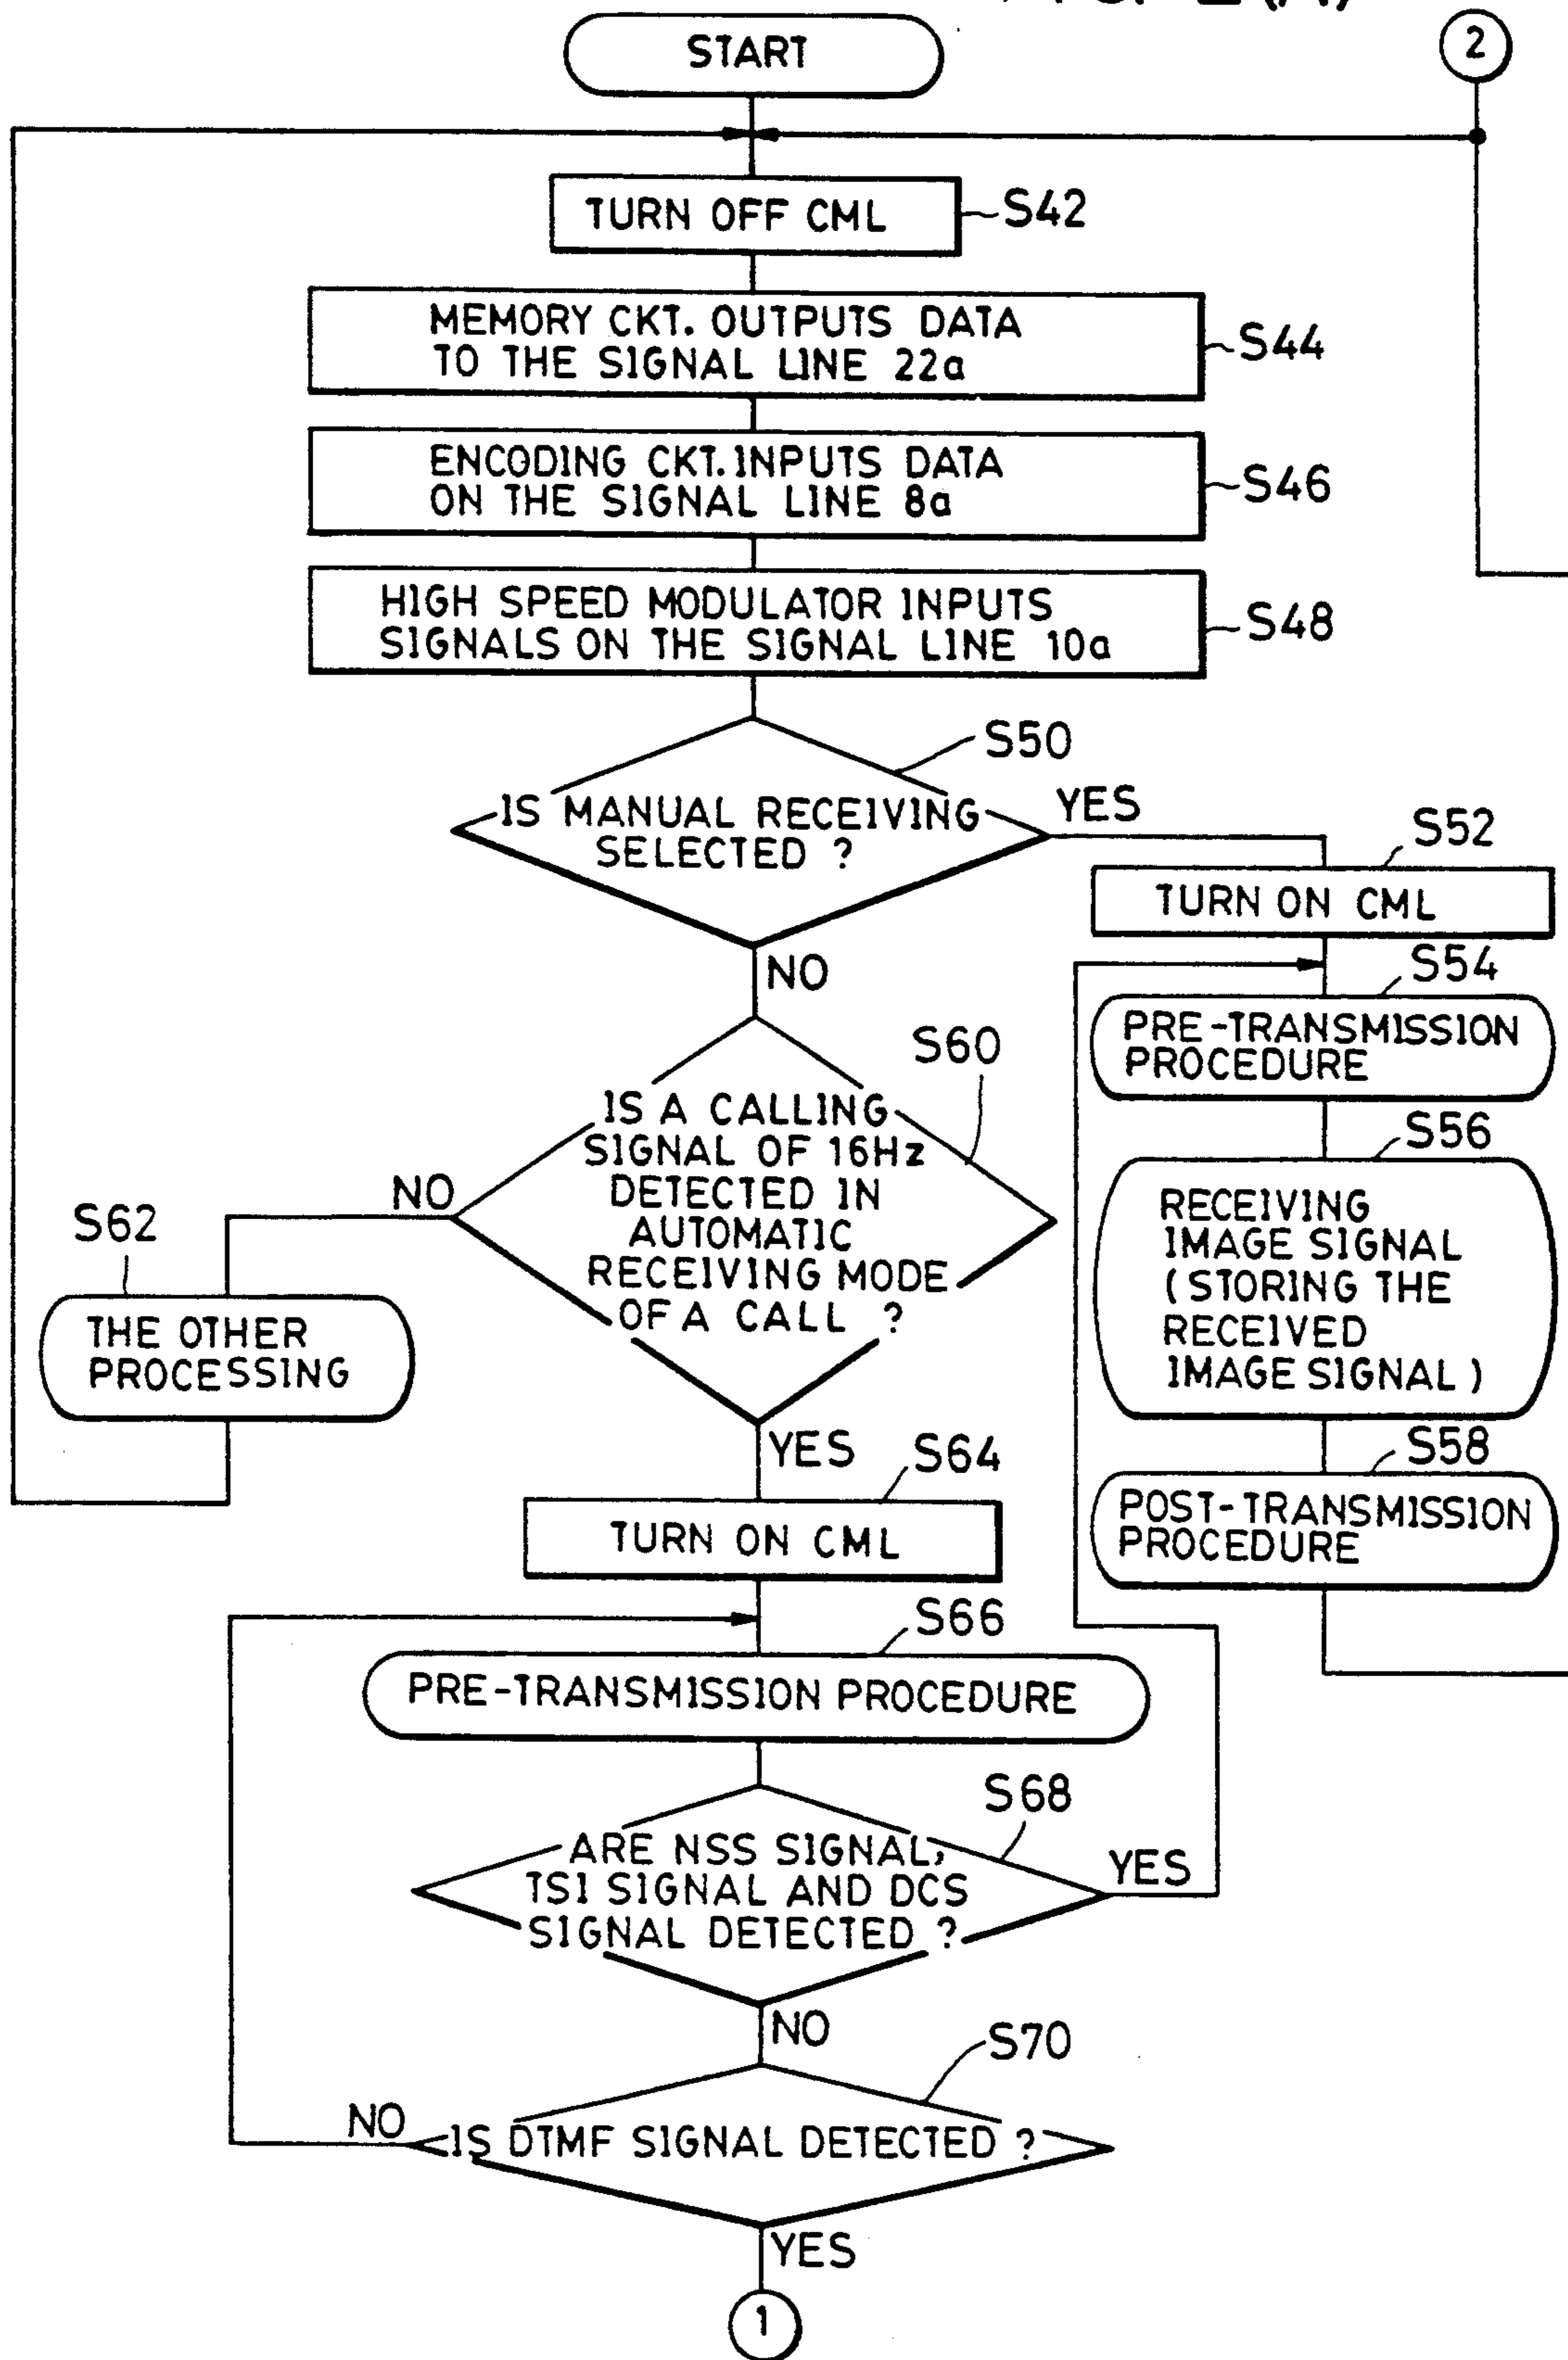 START
2
TURN OFF CML
S42
MEMORY CKT. OUTPUTS DATA
TO THE SIGNAL LINE 22a
S44
ENCODING CKT. INPUTS DATA
ON THE SIGNAL LINE 8a
S46
HIGH SPEED MODULATOR INPUTS
SIGNALS ON THE SIGNAL LINE 10a
S48
S50
IS MANUAL RECEIVING
SELECTED ?
YES
NO
S52
TURN ON CML
S54
PRE-TRANSMISSION
PROCEDURE
S56
RECEIVING
IMAGE SIGNAL
(STORING THE
RECEIVED
IMAGE SIGNAL)
S58
POST-TRANSMISSION
PROCEDURE
S60
IS A CALLING
SIGNAL OF 16Hz
DETECTED IN
AUTOMATIC
RECEIVING MODE
OF A CALL ?
NO
S62
THE OTHER
PROCESSING
YES
S64
TURN ON CML
S66
PRE-TRANSMISSION PROCEDURE
S68
ARE NSS SIGNAL,
TSI SIGNAL AND DCS
SIGNAL DETECTED ?
YES
NO
S70
IS DTMF SIGNAL DETECTED ?
NO
YES
1